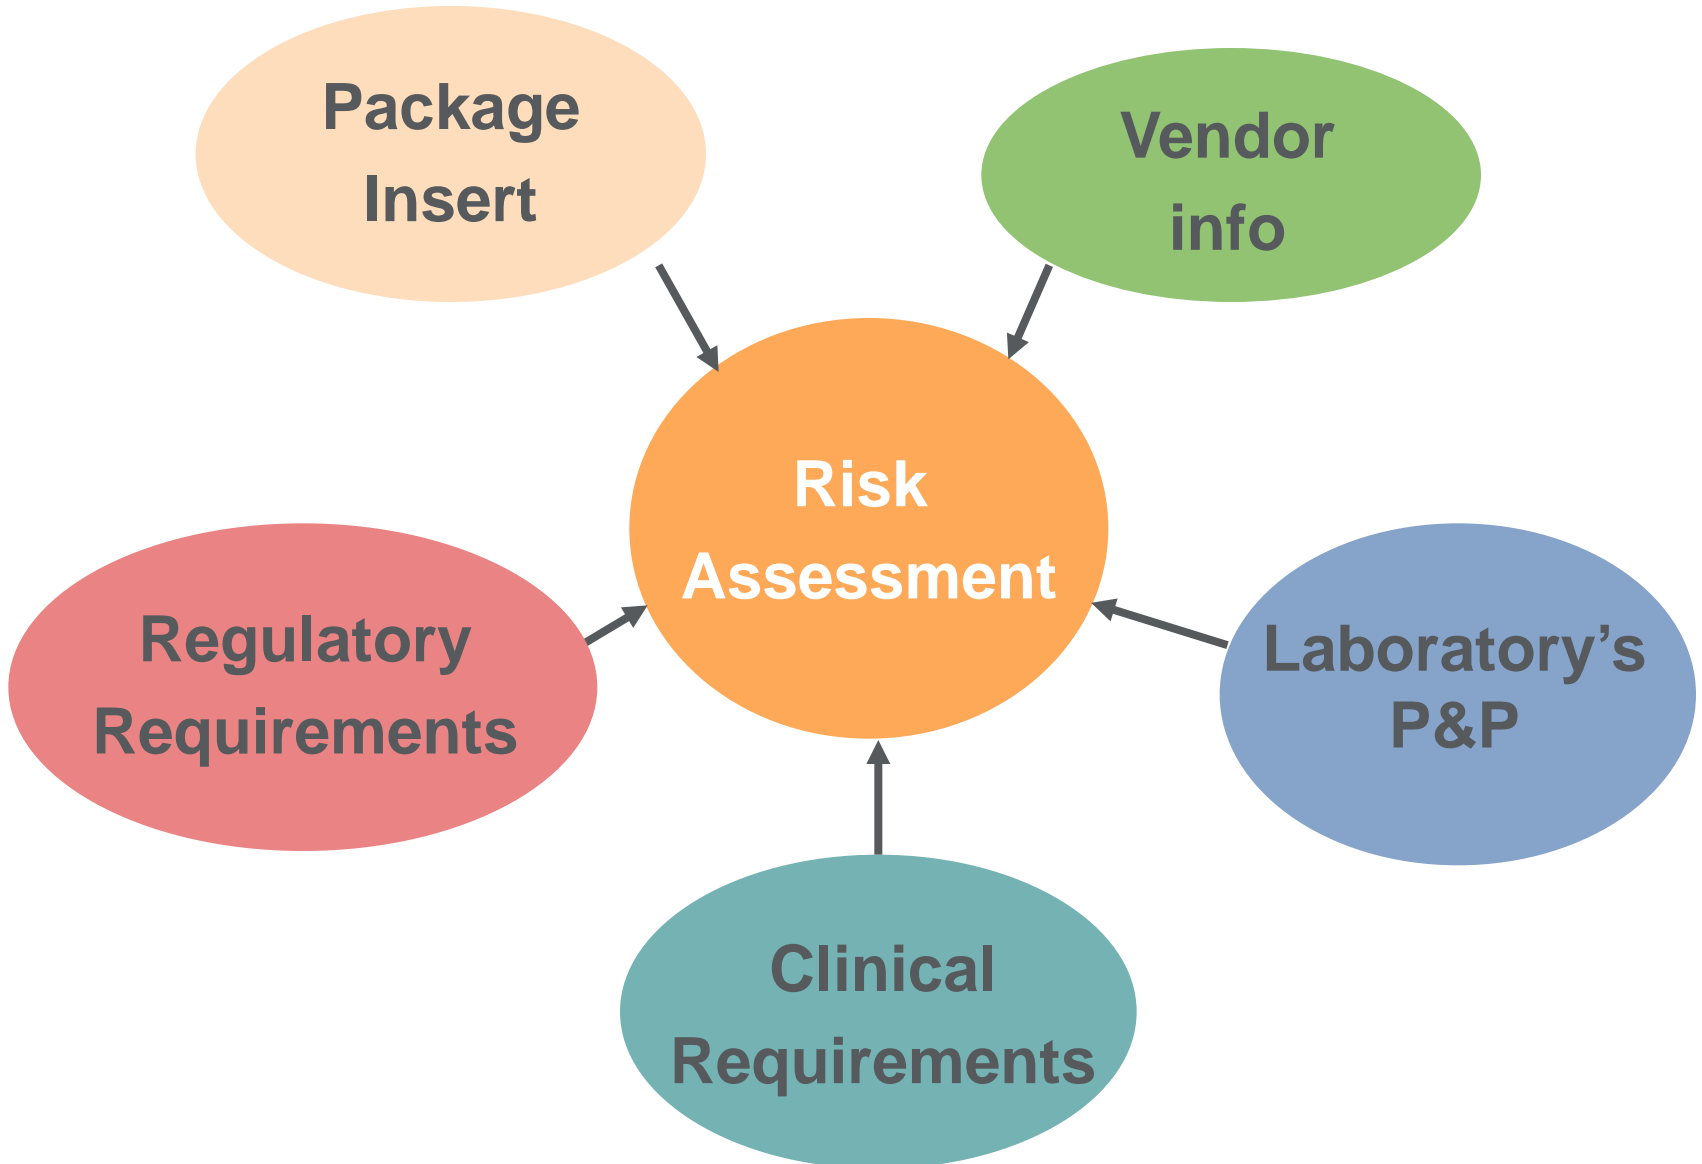 Package
Insert
Vendor
info
Risk
Assessment
Regulatory
Requirements
Laboratory’s
P&P
Clinical
Requirements